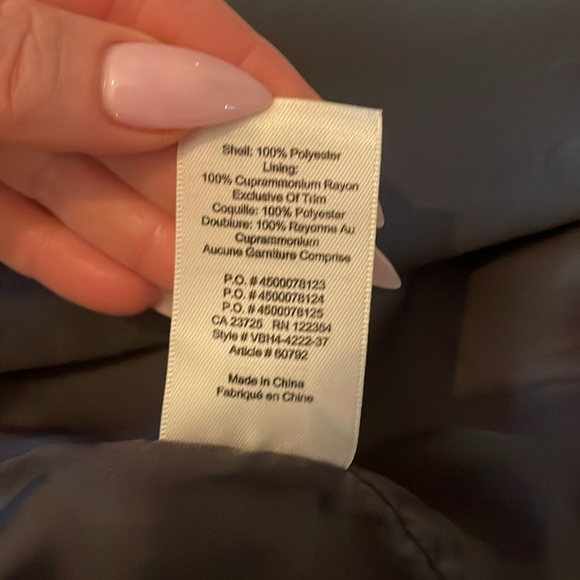 Shell: 100% Polyester
Lining:
100% Cuprammonium Rayon
Exclusive Of Trim
Coquille: 100% Polyester
Doublure: 100% Rayonne Au
Cuprammonium
Aucune Garniture Comprise
P.O. # 4500078123
P.O. # 4500078124
P.O. # 4500078125
CA 23725 RN 122354
Style # VBH4-4222-37
Article # 60792
Made in China
Fabriqué en Chine